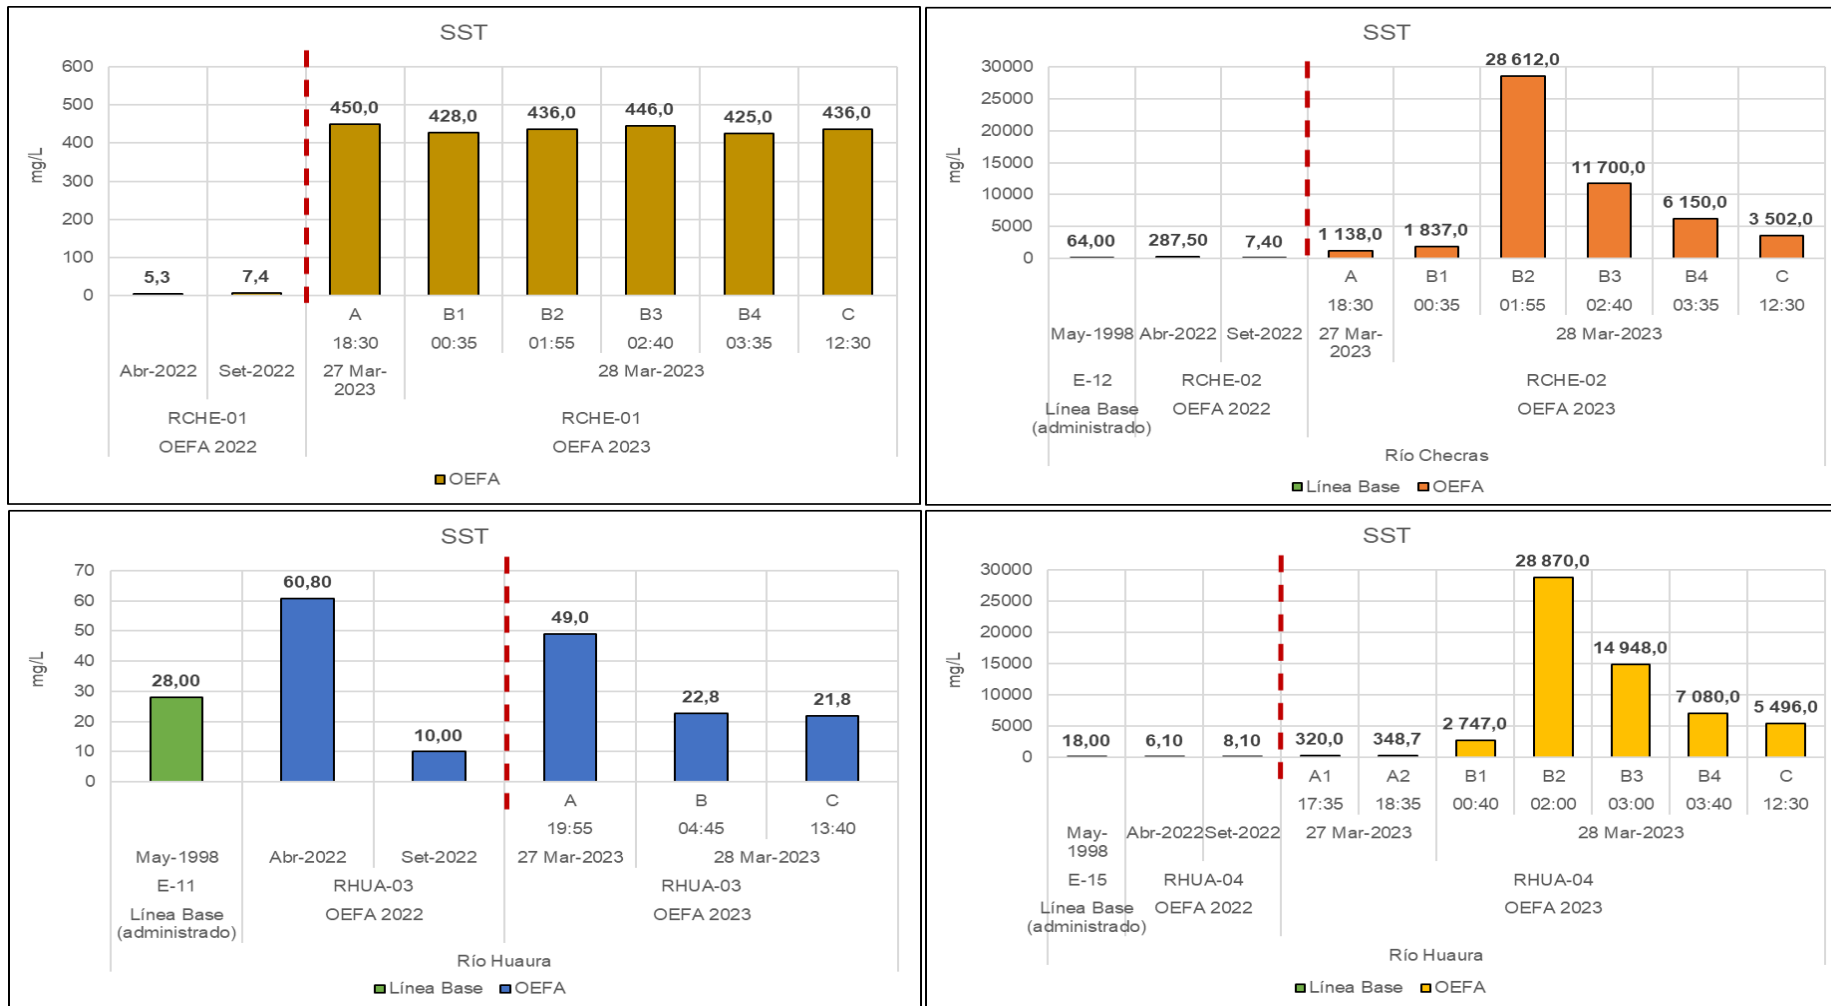 SST
600
500
400
300
200
100
0
mg/L
5,3
7,4
450,0
428,0
436,0
446,0
425,0
436,0
A
B1
B2
B3
B4
C
18:30
00:35
01:55
02:40
03:35
12:30
Abr-2022
Set-2022
27 Mar-
2023
28 Mar-2023
RCHE-01
RCHE-01
OEFA 2022
OEFA 2023
OEFA
SST
30000
25000
20000
15000
10000
5000
0
mg/L
64,00
287,50
7,40
1 138,0
1 837,0
28 612,0
11 700,0
6 150,0
3 502,0
A
B1
B2
B3
B4
C
18:30
00:35
01:55
02:40
03:35
12:30
May-1998
Abr-2022
Set-2022
27 Mar-
2023
28 Mar-2023
E-12
RCHE-02
RCHE-02
Línea Base
(administrado)
OEFA 2022
OEFA 2023
Río Checras
Línea Base
OEFA
SST
70
60
50
40
30
20
10
0
mg/L
28,00
60,80
10,00
49,0
22,8
21,8
A
B
C
19:55
04:45
13:40
May-1998
Abr-2022
Set-2022
27 Mar-2023
28 Mar-2023
E-11
RHUA-03
RHUA-03
Línea Base
(administrado)
OEFA 2022
OEFA 2023
Río Huaura
Línea Base
OEFA
SST
30000
25000
20000
15000
10000
5000
0
mg/L
18,00
6,10
8,10
320,0
348,7
2 747,0
28 870,0
14 948,0
7 080,0
5 496,0
A1
A2
B1
B2
B3
B4
C
17:35
18:35
00:40
02:00
03:00
03:40
12:30
May-
1998
Abr-2022
Set-2022
27 Mar-2023
28 Mar-2023
E-15
RHUA-04
RHUA-04
Línea Base
(administrado)
OEFA 2022
OEFA 2023
Río Huaura
Línea Base
OEFA